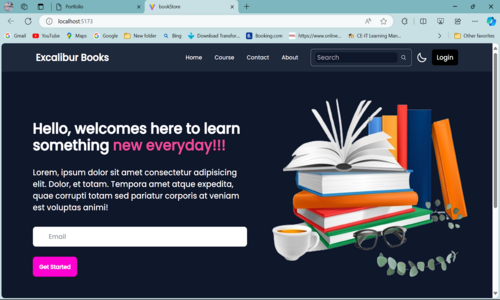 Portfolio
bookStore
localhost:5173
Google
YouTube
Maps
Google
New folder
Bing
Download Transfor...
Booking.com
https://www.online...
CE-IT Learning Man...
Other favorites
Excalibur Books
Home
Course
Contact
About
Search
Login
Hello, welcomes here to learn
something new everyday!!!
Lorem, ipsum dolor sit amet consectetur adipisicing
elit. Dolor, et totam. Tempora amet atque expedita,
quae corrupti totam sed pariatur corporis at veniam
est voluptas animi!
Email
Get Started